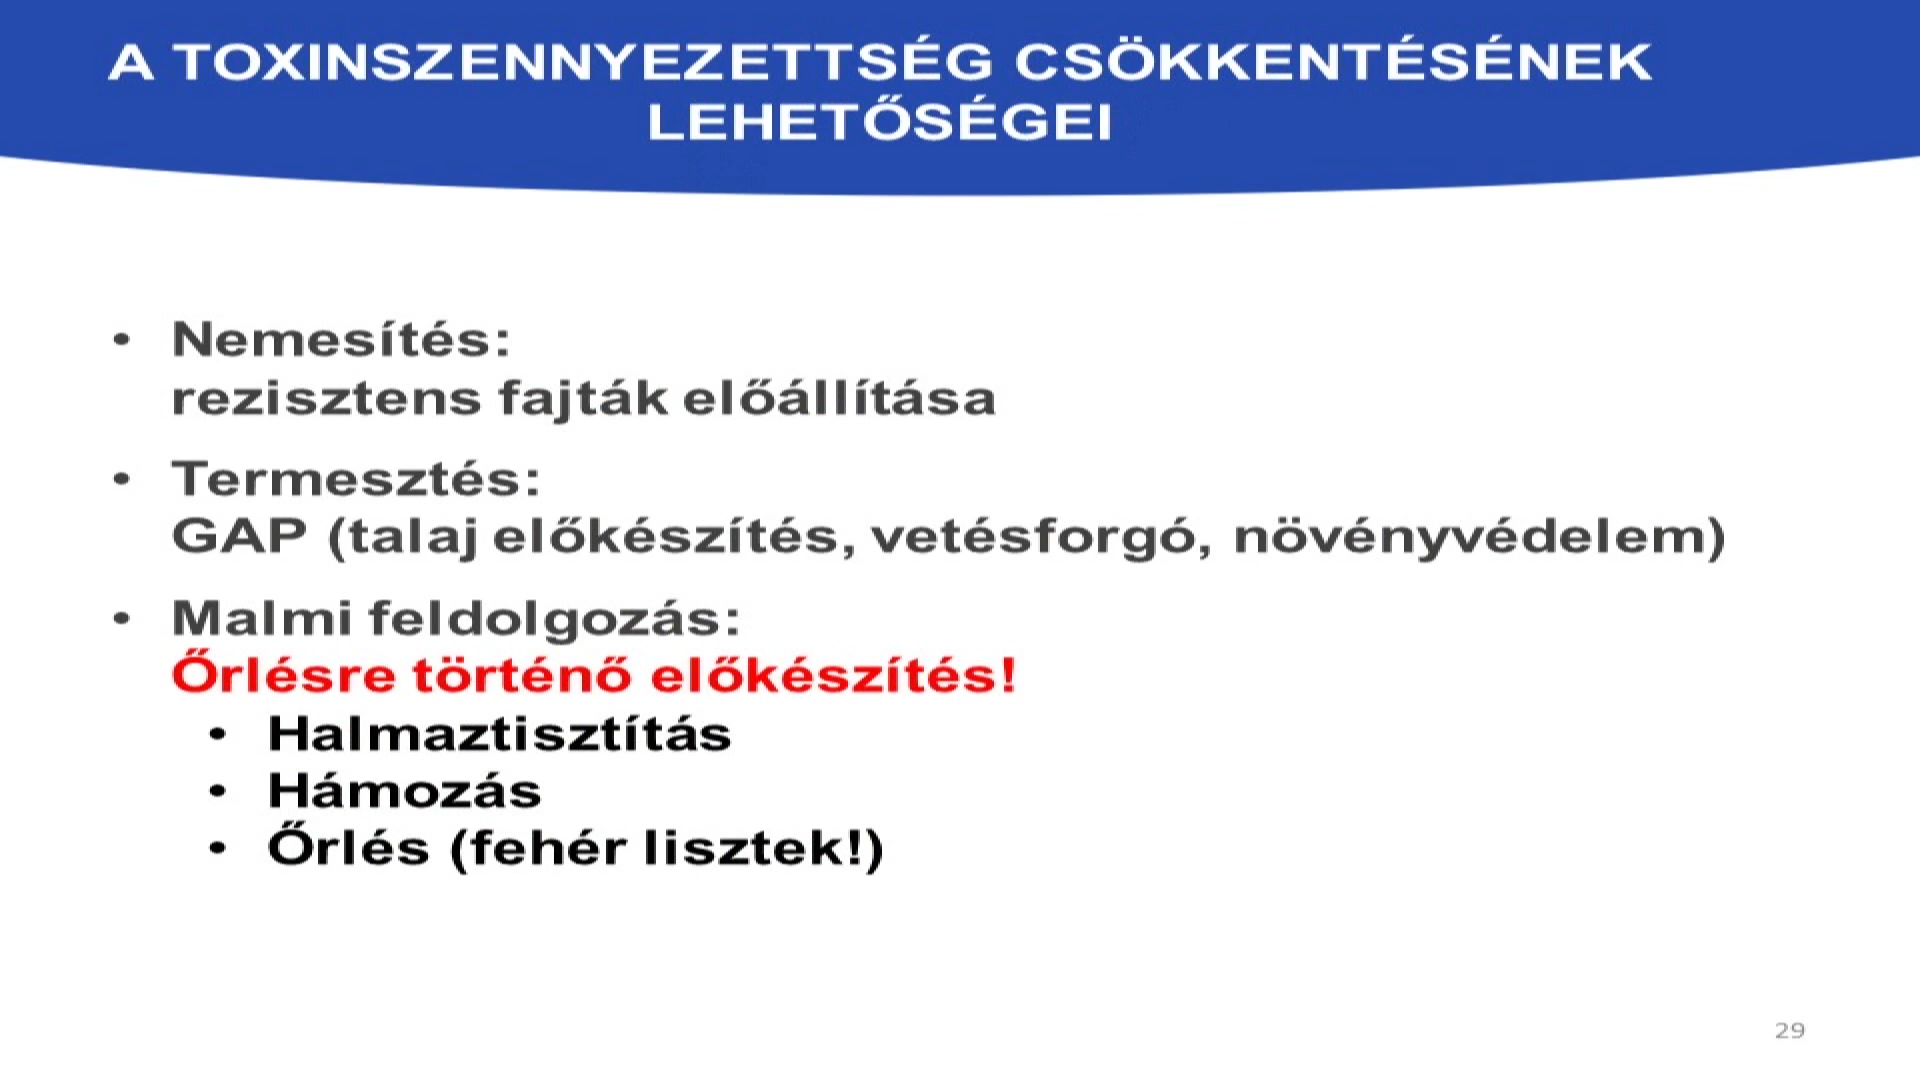 A TOXINSZENNYEZETTSÉG CSÖKKENTÉSÉNEK
LEHETŐSÉGEI
• Nemesítés:
rezisztens fajták előállítása
• Termesztés:
GAP (talaj előkészítés, vetésforgó, növényvédelem)
• Malmi feldolgozás:
Őrlésre történő előkészítés!
• Halmaztisztítás
• Hámozás
• Őrlés (fehér lisztek!)
29